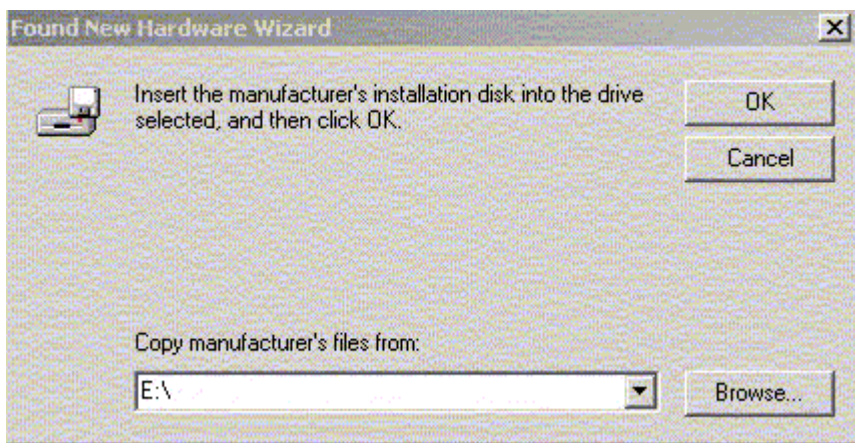 Found New Hardware Wizard
Insert the manufacturer's installation disk into the drive
selected, and then click OK.
OK
Cancel
Copy manufacturer's files from:
E:\
Browse...